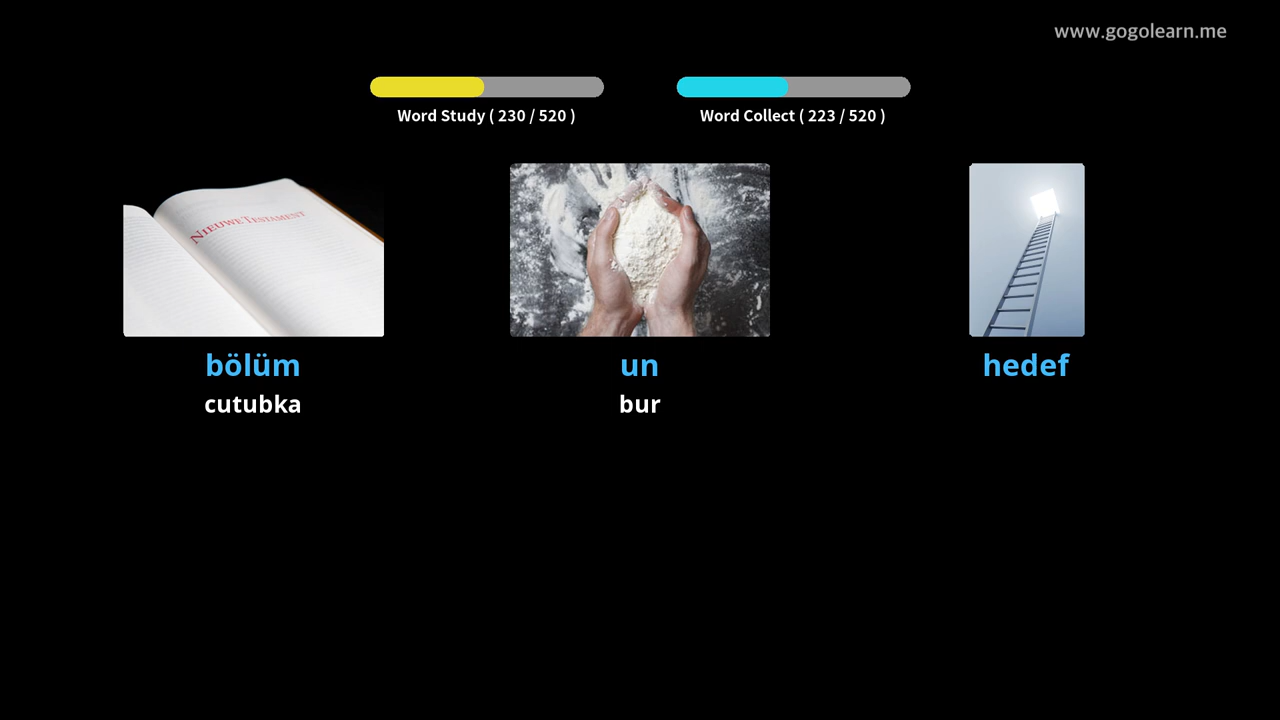 www.gogolearn.me
Word Study ( 230 / 520 )
Word Collect ( 223 / 520 )
NIEUWE TESTAMENT
bölüm
un
hedef
cutubka
bur